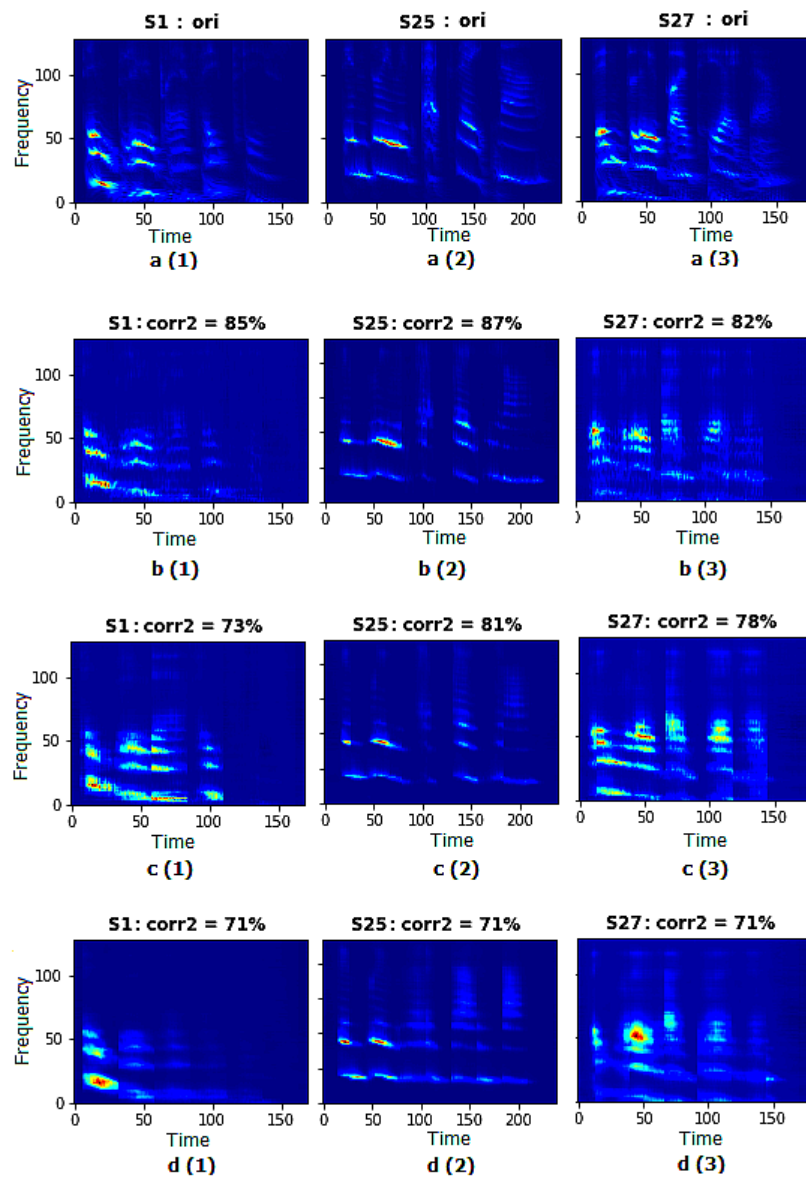 S1 : ori
S25 : ori
S27 : ori
Frequency
100
50
0
0 50 100 150
0 50 100 150 200
0 50 100 150
Time
Time
Time
a (1)
a (2)
a (3)
S1: corr2 = 85%
S25: corr2 = 87%
S27: corr2 = 82%
Frequency
100
50
0
0 50 100 150
0 50 100 150 200
0 50 100 150
Time
Time
Time
b (1)
b (2)
b (3)
S1: corr2 = 73%
S25: corr2 = 81%
S27: corr2 = 78%
Frequency
100
50
0
0 50 100 150
0 50 100 150 200
0 50 100 150
Time
Time
Time
c (1)
c (2)
c (3)
S1: corr2 = 71%
S25: corr2 = 71%
S27: corr2 = 71%
Frequency
100
50
0
0 50 100 150
0 50 100 150 200
0 50 100 150
Time
Time
Time
d (1)
d (2)
d (3)